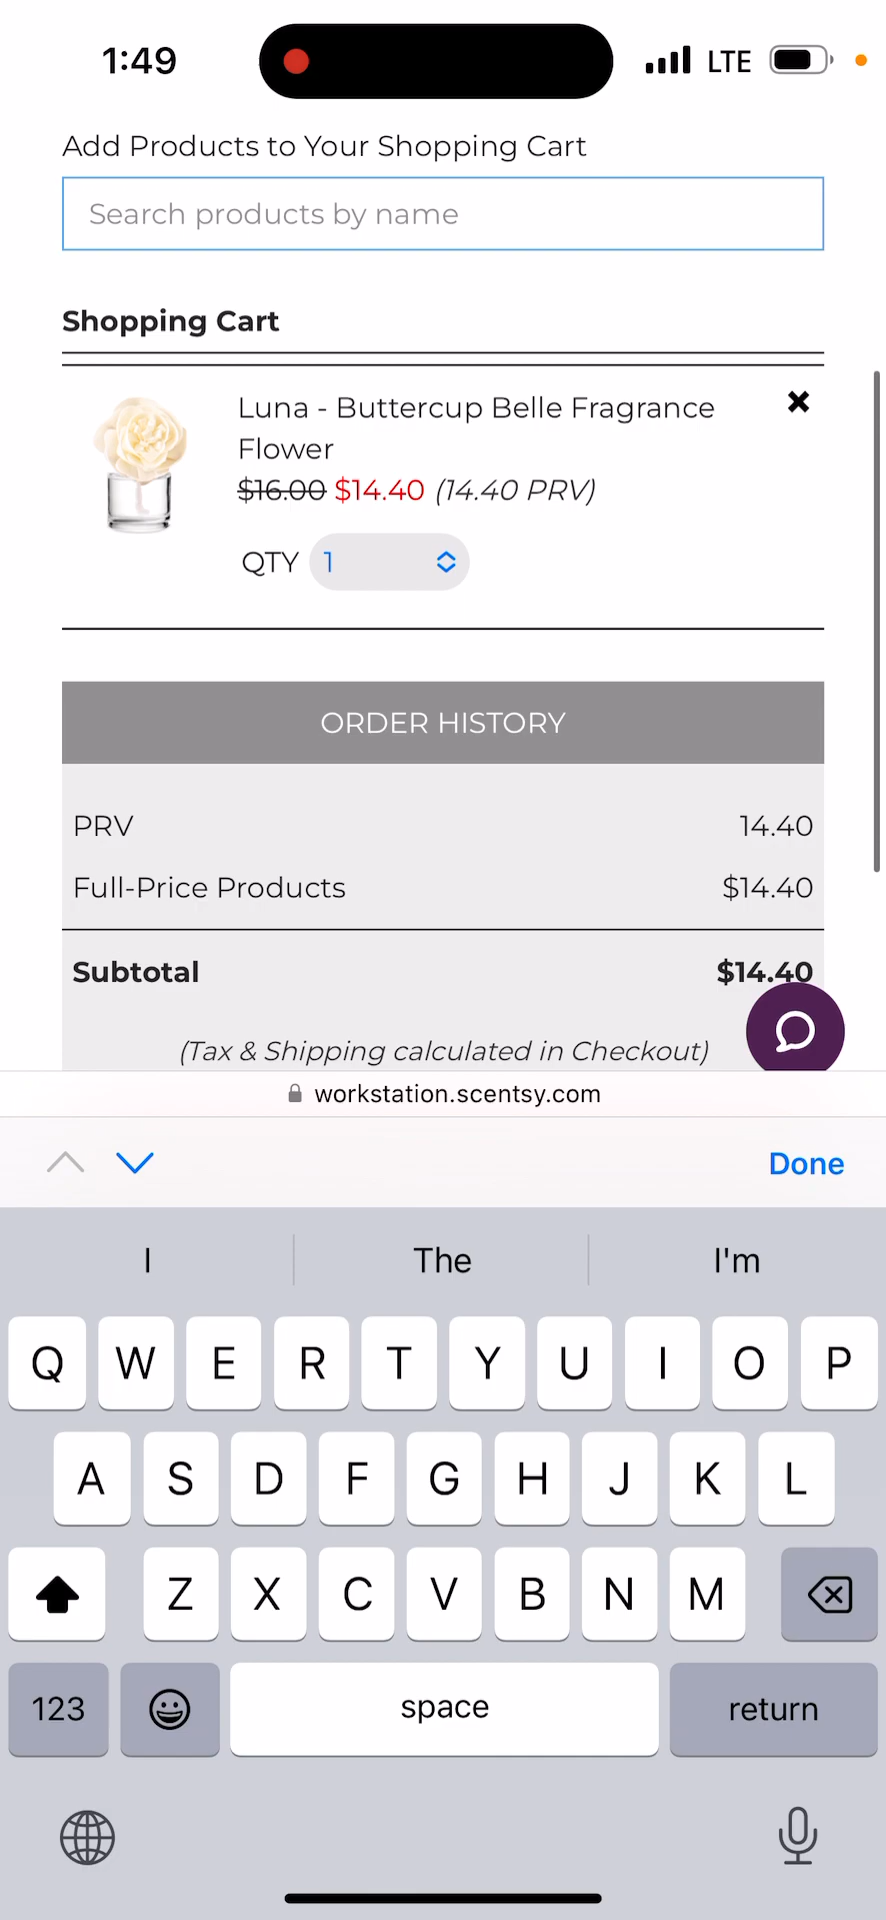 1:49
LTE
Add Products to Your Shopping Cart
Search products by name
Shopping Cart
Luna - Buttercup Belle Fragrance
Flower
$16.00 $14.40 (14.40 PRV)
QTY 1
ORDER HISTORY
PRV 14.40
Full-Price Products $14.40
Subtotal $14.40
(Tax & Shipping calculated in Checkout)
workstation.scentsy.com
Done
I The I'm
Q W E R T Y U I O P
A S D F G H J K L
Z X C V B N M
123 space return